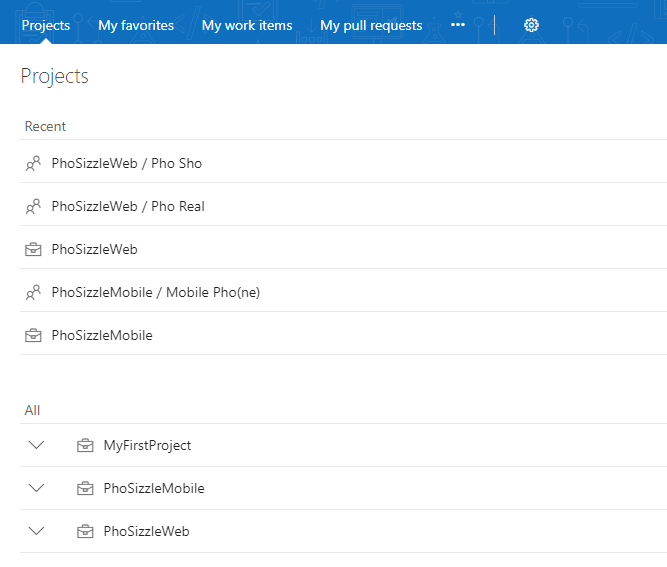 Projects My favorites My work items My pull requests ...
Projects
Recent
PhoSizzleWeb / Pho Sho
PhoSizzleWeb / Pho Real
PhoSizzleWeb
PhoSizzleMobile / Mobile Pho(ne)
PhoSizzleMobile
All
MyFirstProject
PhoSizzleMobile
PhoSizzleWeb